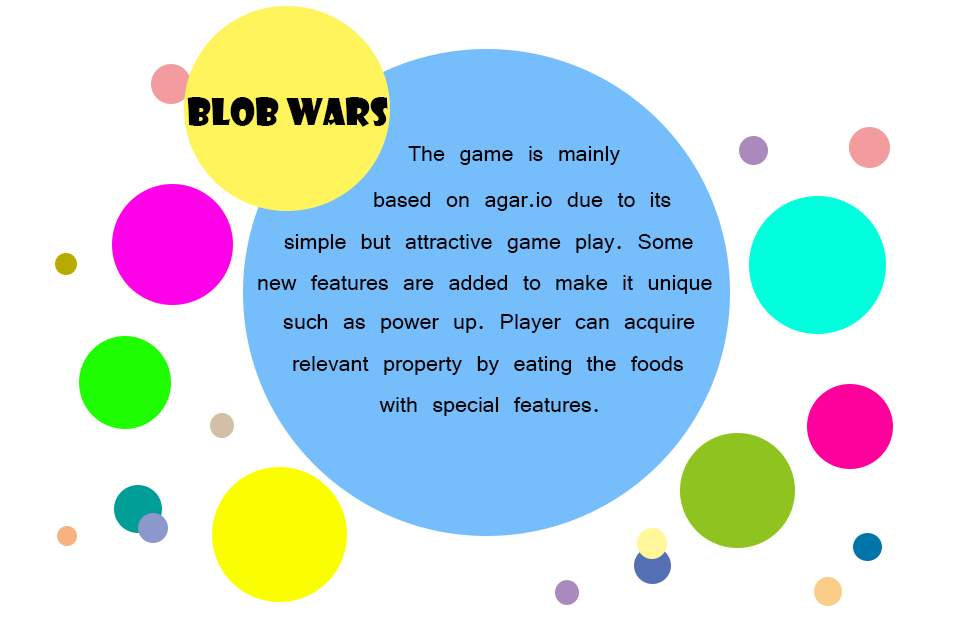 BLOB WARS
The game is mainly
based on agar.io due to its
simple but attractive game play. Some
new features are added to make it unique
such as power up. Player can acquire
relevant property by eating the foods
with special features.